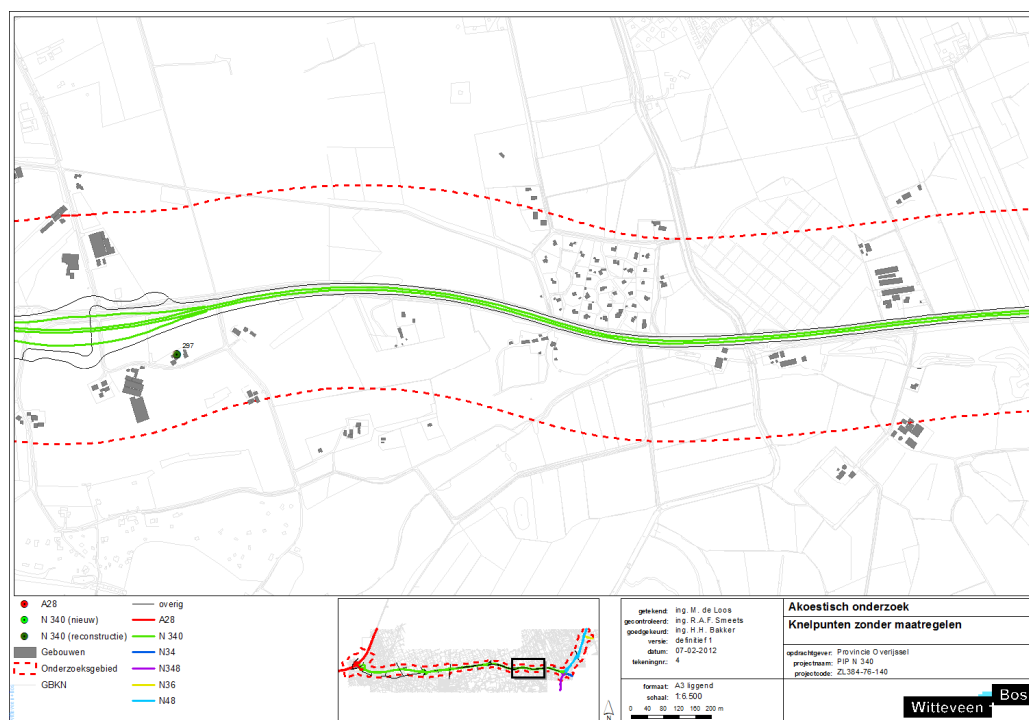 297
A28
N 340 (nieuw)
N 340 (reconstructie)
Gebouwen
Onderzoeksgebied
GBKN
overig
A28
N 340
N34
N348
N36
N48
N
getekend: ing. M. de Loos
gecontroleerd: ing. R.A.F. Smeets
goedgekeurd: ing. H.H. Bakker
versie: definitief 1
datum: 07-02-2012
tekeningnr.: 4
formaat: A3 liggend
schaal: 1:6.500
0 40 80 120 160 200 m
Akoestisch onderzoek
Knelpunten zonder maatregelen
opdrachtgever: Provincie Overijssel
projectnaam: PIP N 340
projectcode: ZL384-76-140
Witteveen
Bos